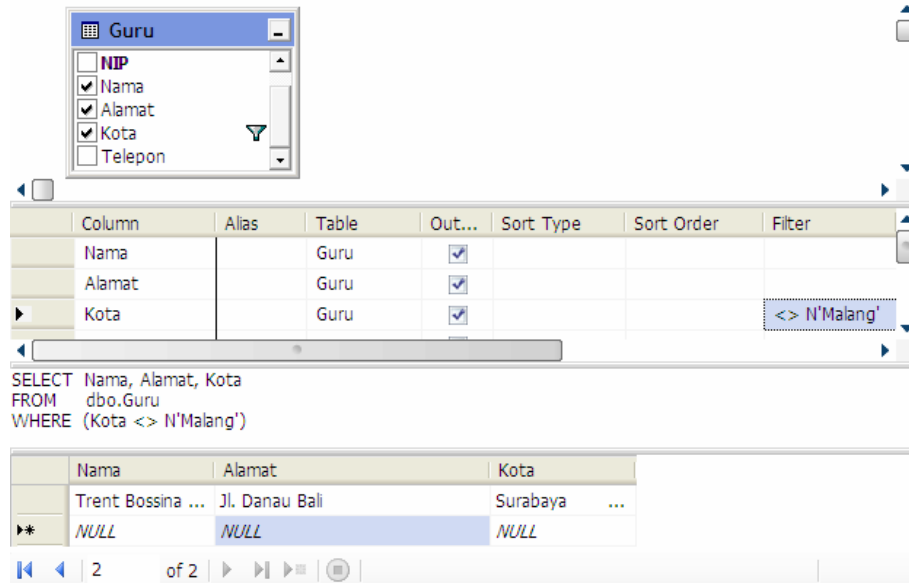 Guru
NIP
Nama
Alamat
Kota
Telepon
Column Alias Table Out... Sort Type Sort Order Filter
Nama Guru
Alamat Guru
Kota Guru <> N'Malang'
SELECT Nama, Alamat, Kota
FROM dbo.Guru
WHERE (Kota <> N'Malang')
Nama Alamat Kota
Trent Bossina ... Jl. Danau Bali Surabaya ...
NULL NULL NULL
2 of 2